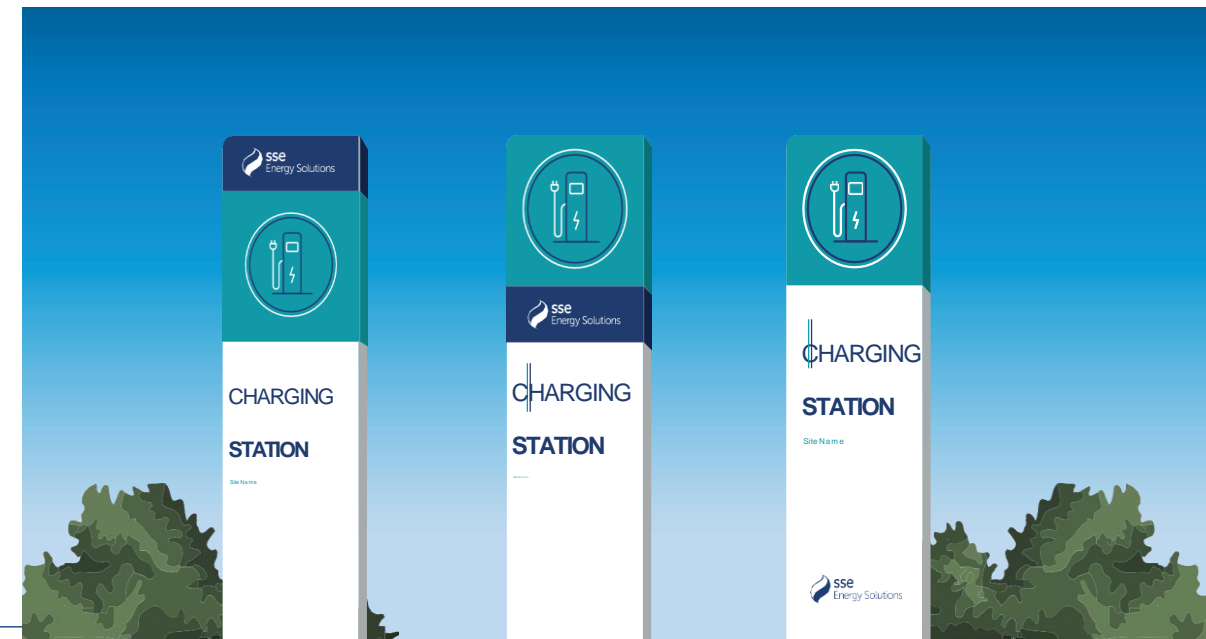 sse
Energy Solutions
CHARGING
STATION
Site Name
sse
Energy Solutions
CHARGING
STATION
CHARGING
STATION
Site Name
sse
Energy Solutions